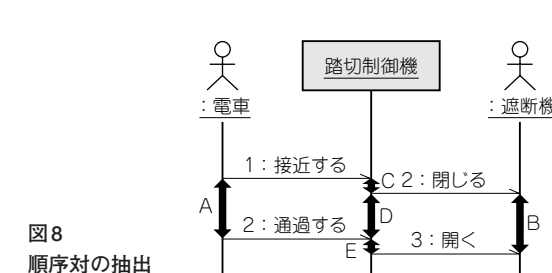 踏切制御機
：電車
：遮断機
1：接近する
C
2：閉じる
A
2：通過する
D
B
E
3：開く
図8
順序対の抽出